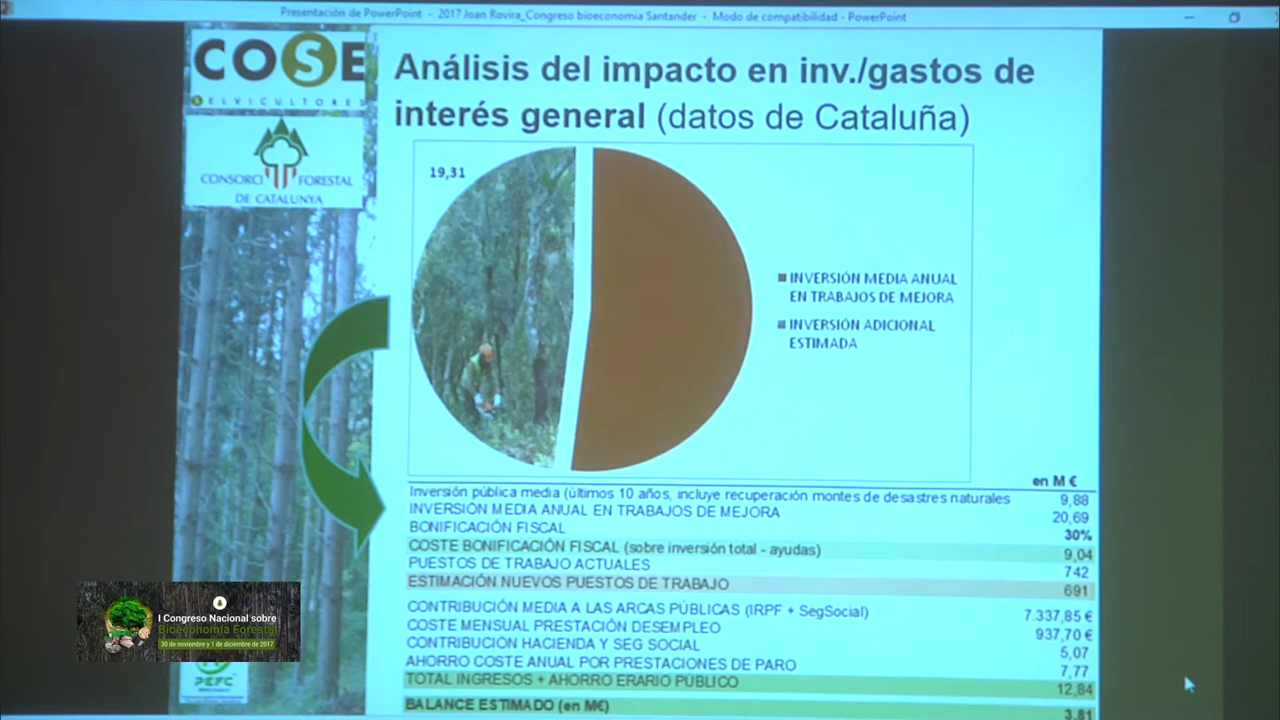 Presentación de PowerPoint - 2017 Joan Rovira_Congreso bioeconomia Santander - Modo de compatibilidad - PowerPoint
COSE
SELVICULTORES
Análisis del impacto en inv./gastos de
interés general (datos de Cataluña)
CONSORCI FORESTAL
DE CATALUNYA
19,31
INVERSIÓN MEDIA ANUAL
EN TRABAJOS DE MEJORA
INVERSIÓN ADICIONAL
ESTIMADA
en M €
Inversión pública media (últimos 10 años, incluye recuperación montes de desastres naturales 9,88
INVERSIÓN MEDIA ANUAL EN TRABAJOS DE MEJORA 20,69
BONIFICACIÓN FISCAL 30%
COSTE BONIFICACIÓN FISCAL (sobre inversión total - ayudas) 9,04
PUESTOS DE TRABAJO ACTUALES 742
ESTIMACIÓN NUEVOS PUESTOS DE TRABAJO 691
CONTRIBUCIÓN MEDIA A LAS ARCAS PÚBLICAS (IRPF + SegSocial) 7.337,85 €
COSTE MENSUAL PRESTACIÓN DESEMPLEO 937,70 €
CONTRIBUCIÓN HACIENDA Y SEG SOCIAL 5,07
AHORRO COSTE ANUAL POR PRESTACIONES DE PARO 7,77
TOTAL INGRESOS + AHORRO ERARIO PÚBLICO 12,84
BALANCE ESTIMADO (en M€) 3,81
I Congreso Nacional sobre
Bioeconomía Forestal
30 de noviembre y 1 de diciembre de 2017
PEFC